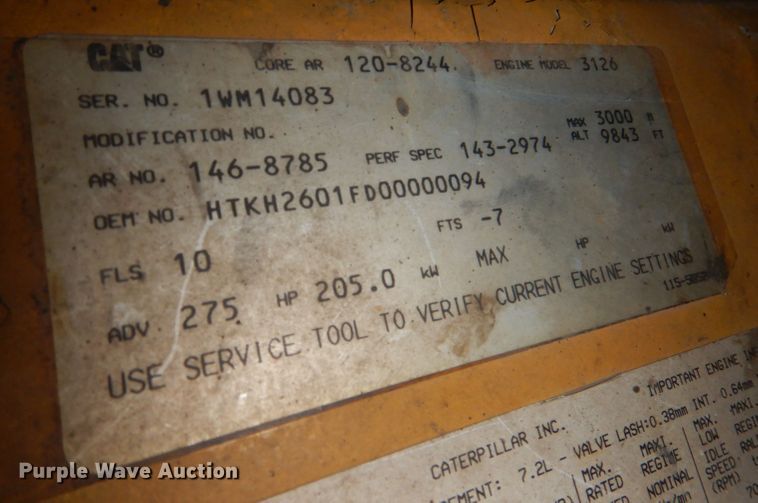 CAT® CORE AR 120-8244 ENGINE MODEL 3126
SER. NO. 1WM14083
MODIFICATION NO. MAX 3000 m
AR NO. 146-8785 PERF SPEC 143-2974 ALT 9843 FT
OEM NO. HTKH2601FD00000094
FLS 10 FTS -7
ADV 275 HP 205.0 kW MAX HP kW
USE SERVICE TOOL TO VERIFY CURRENT ENGINE SETTINGS
IMPORTANT ENGINE
CATERPILLAR INC.
7.2L - VALVE LASH:0.38mm INT. 0.64mm
MAX. MAXI. MAX. MAXI.
RATED REGIME LOW REGI
NOMINAL IDLE SPEED
(RPM)
Purple Wave Auction